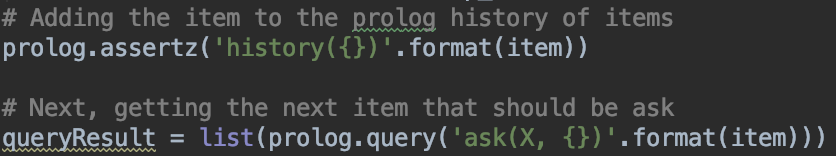 # Adding the item to the prolog history of items
prolog.assertz('history({})'.format(item))
# Next, getting the next item that should be ask
queryResult = list(prolog.query('ask(X, {})'.format(item)))